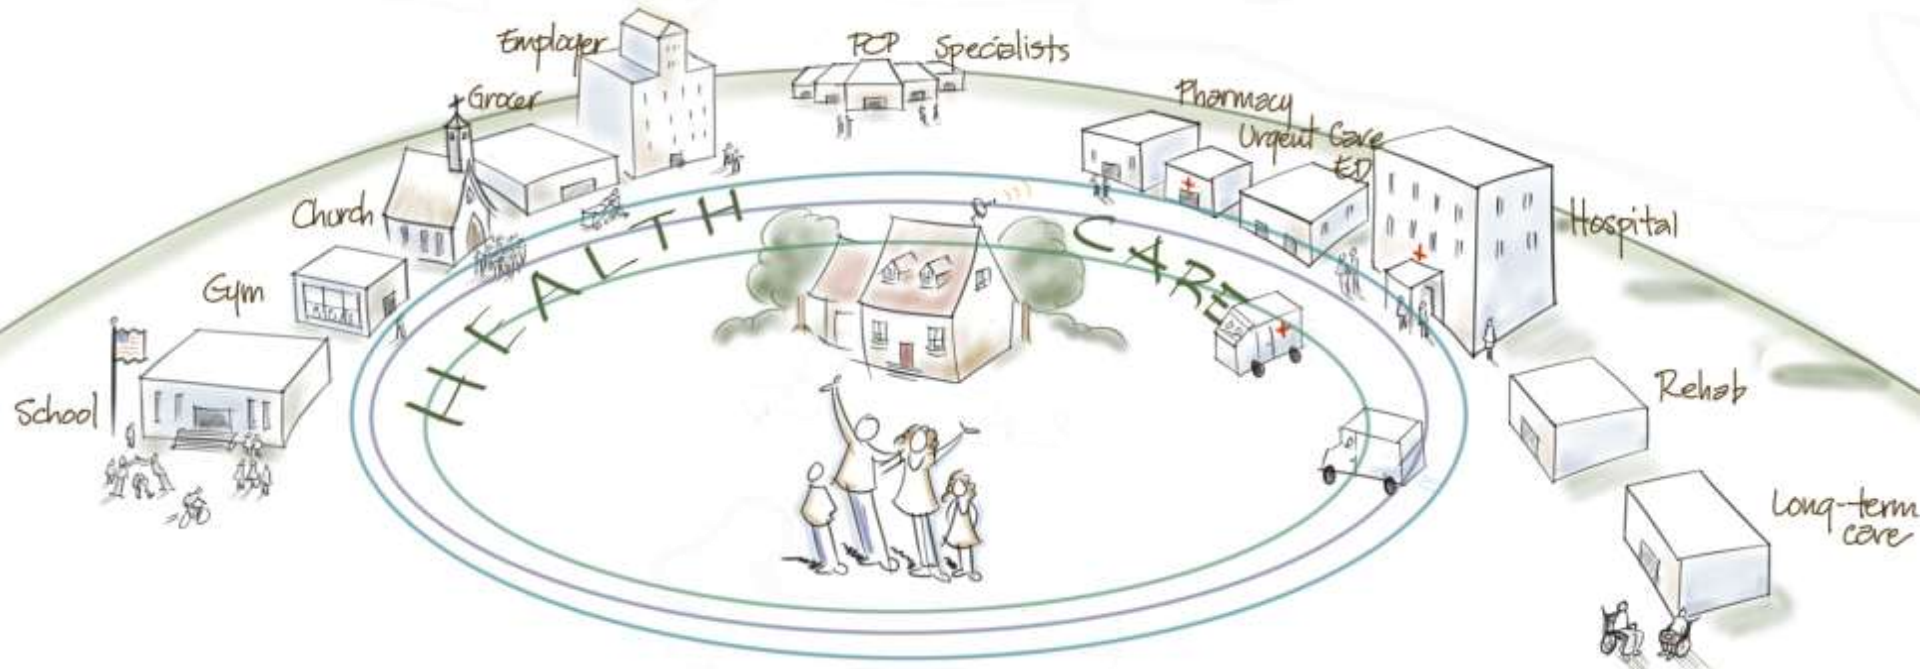 Employer
PCP
Specialists
Grocer
Pharmacy
Urgent Care
ED
Church
HEALTH
CARE
Hospital
Gym
School
Rehab
Long-term
care